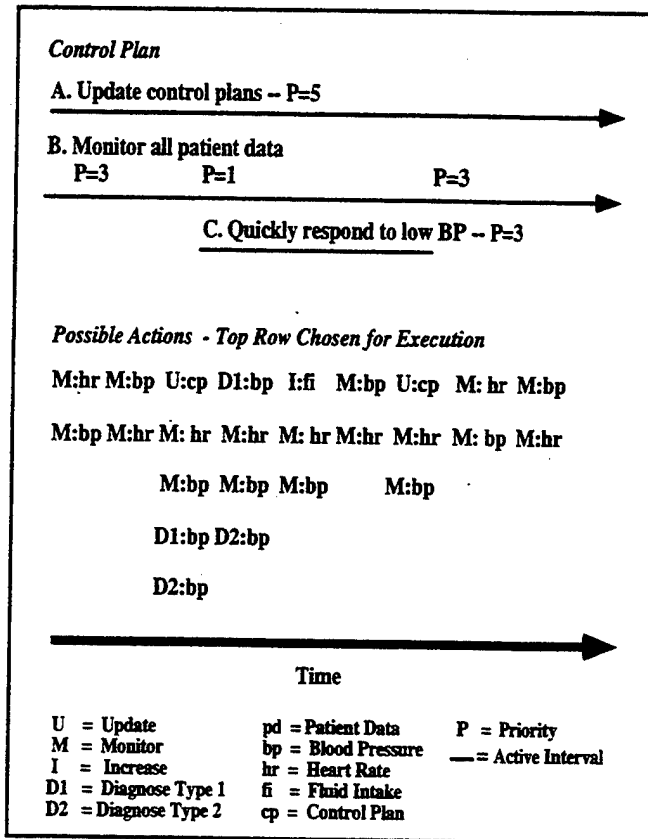 Control Plan
A. Update control plans -- P=5
B. Monitor all patient data
P=3 P=1 P=3
C. Quickly respond to low BP -- P=3
Possible Actions - Top Row Chosen for Execution
M:hr M:bp U:cp D1:bp I:fi M:bp U:cp M: hr M:bp
M:bp M:hr M: hr M:hr M: hr M:hr M:hr M: bp M:hr
M:bp M:bp M:bp M:bp
D1:bp D2:bp
D2:bp
Time
U = Update pd = Patient Data P = Priority
M = Monitor bp = Blood Pressure — = Active Interval
I = Increase hr = Heart Rate
D1 = Diagnose Type 1 fi = Fluid Intake
D2 = Diagnose Type 2 cp = Control Plan